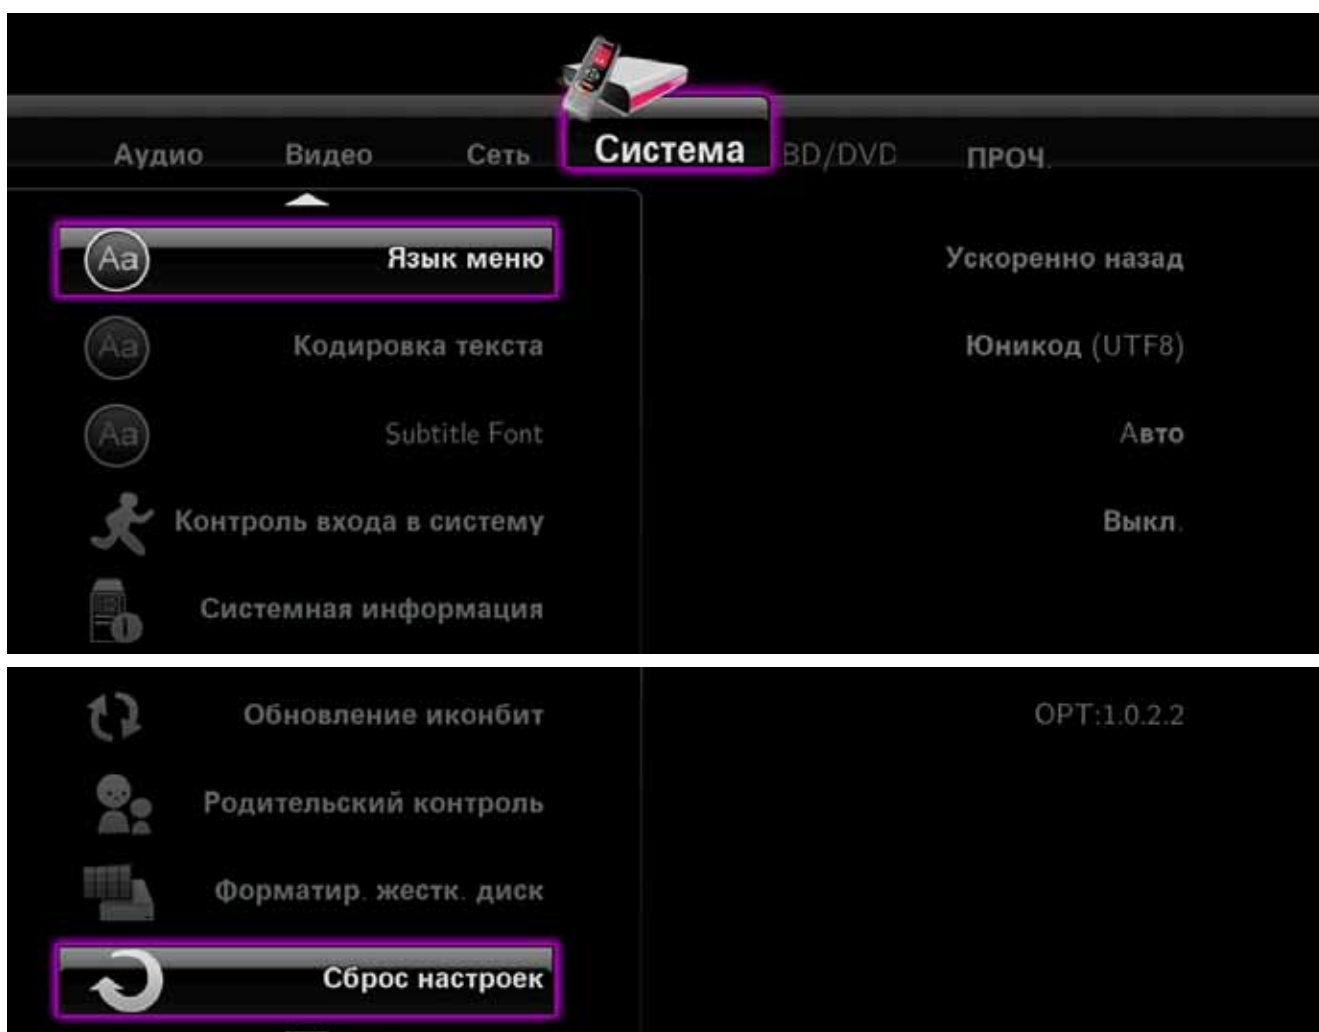 Аудио Видео Сеть Система BD/DVD ПРОЧ.
Aa Язык меню Ускоренно назад
Aa Кодировка текста Юникод (UTF8)
Aa Subtitle Font Авто
Контроль входа в систему Выкл.
Системная информация
Обновление иконбит OPT:1.0.2.2
Родительский контроль
Форматир. жестк. диск
Сброс настроек